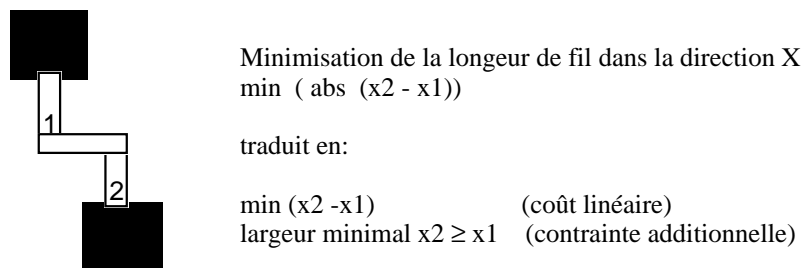 Minimisation de la longeur de fil dans la direction X
min ( abs (x2 - x1))
1
traduit en:
2
min (x2 -x1) (coût linéaire)
largeur minimal x2 ≥ x1 (contrainte additionnelle)